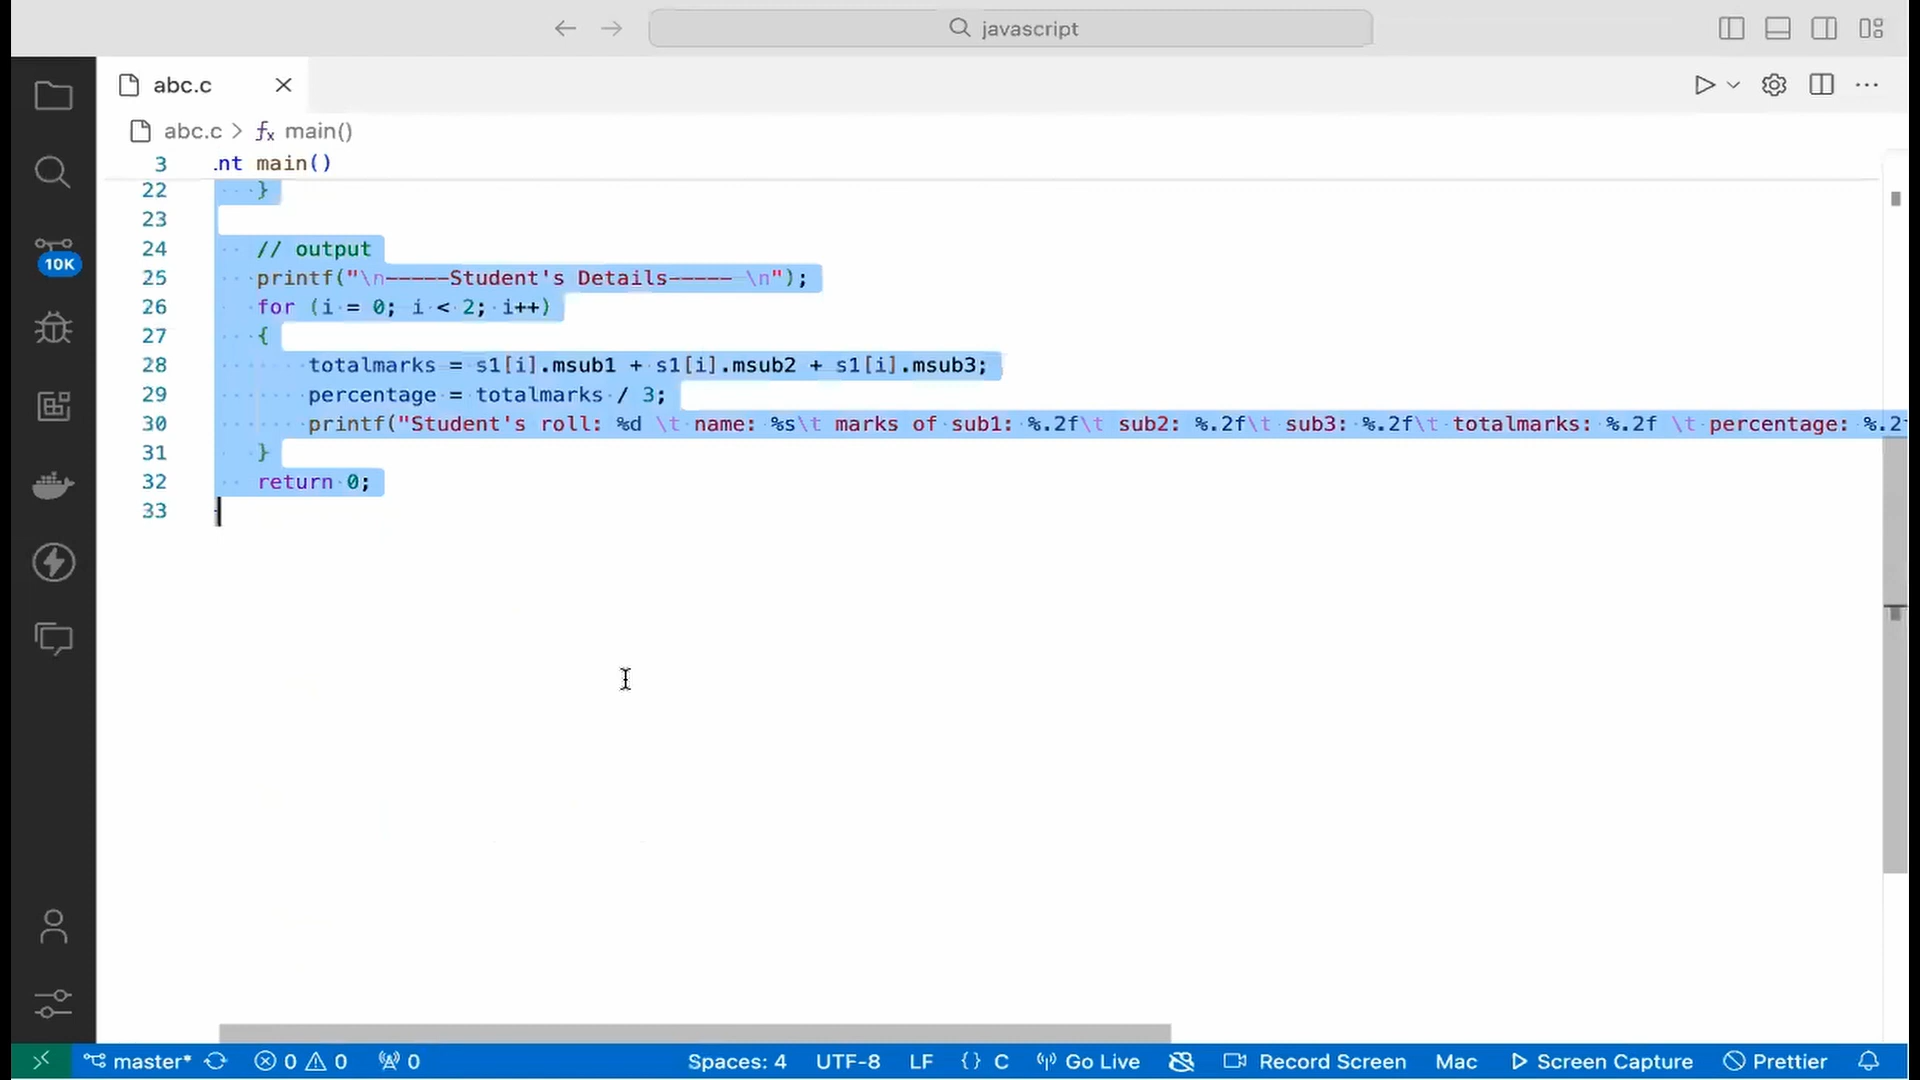 javascript
abc.c
abc.c > main()
3 .nt main()
22 }
23
24 // output
25 printf("\n-----Student's Details----- \n");
26 for (i = 0; i < 2; i++)
27 {
28 totalmarks = s1[i].msub1 + s1[i].msub2 + s1[i].msub3;
29 percentage = totalmarks / 3;
30 printf("Student's roll: %d \t name: %s\t marks of sub1: %.2f\t sub2: %.2f\t sub3: %.2f\t totalmarks: %.2f \t percentage: %.2
31 }
32 return 0;
33
10K
master* 0 0 0 Spaces: 4 UTF-8 LF {} C Go Live Record Screen Mac Screen Capture Prettier